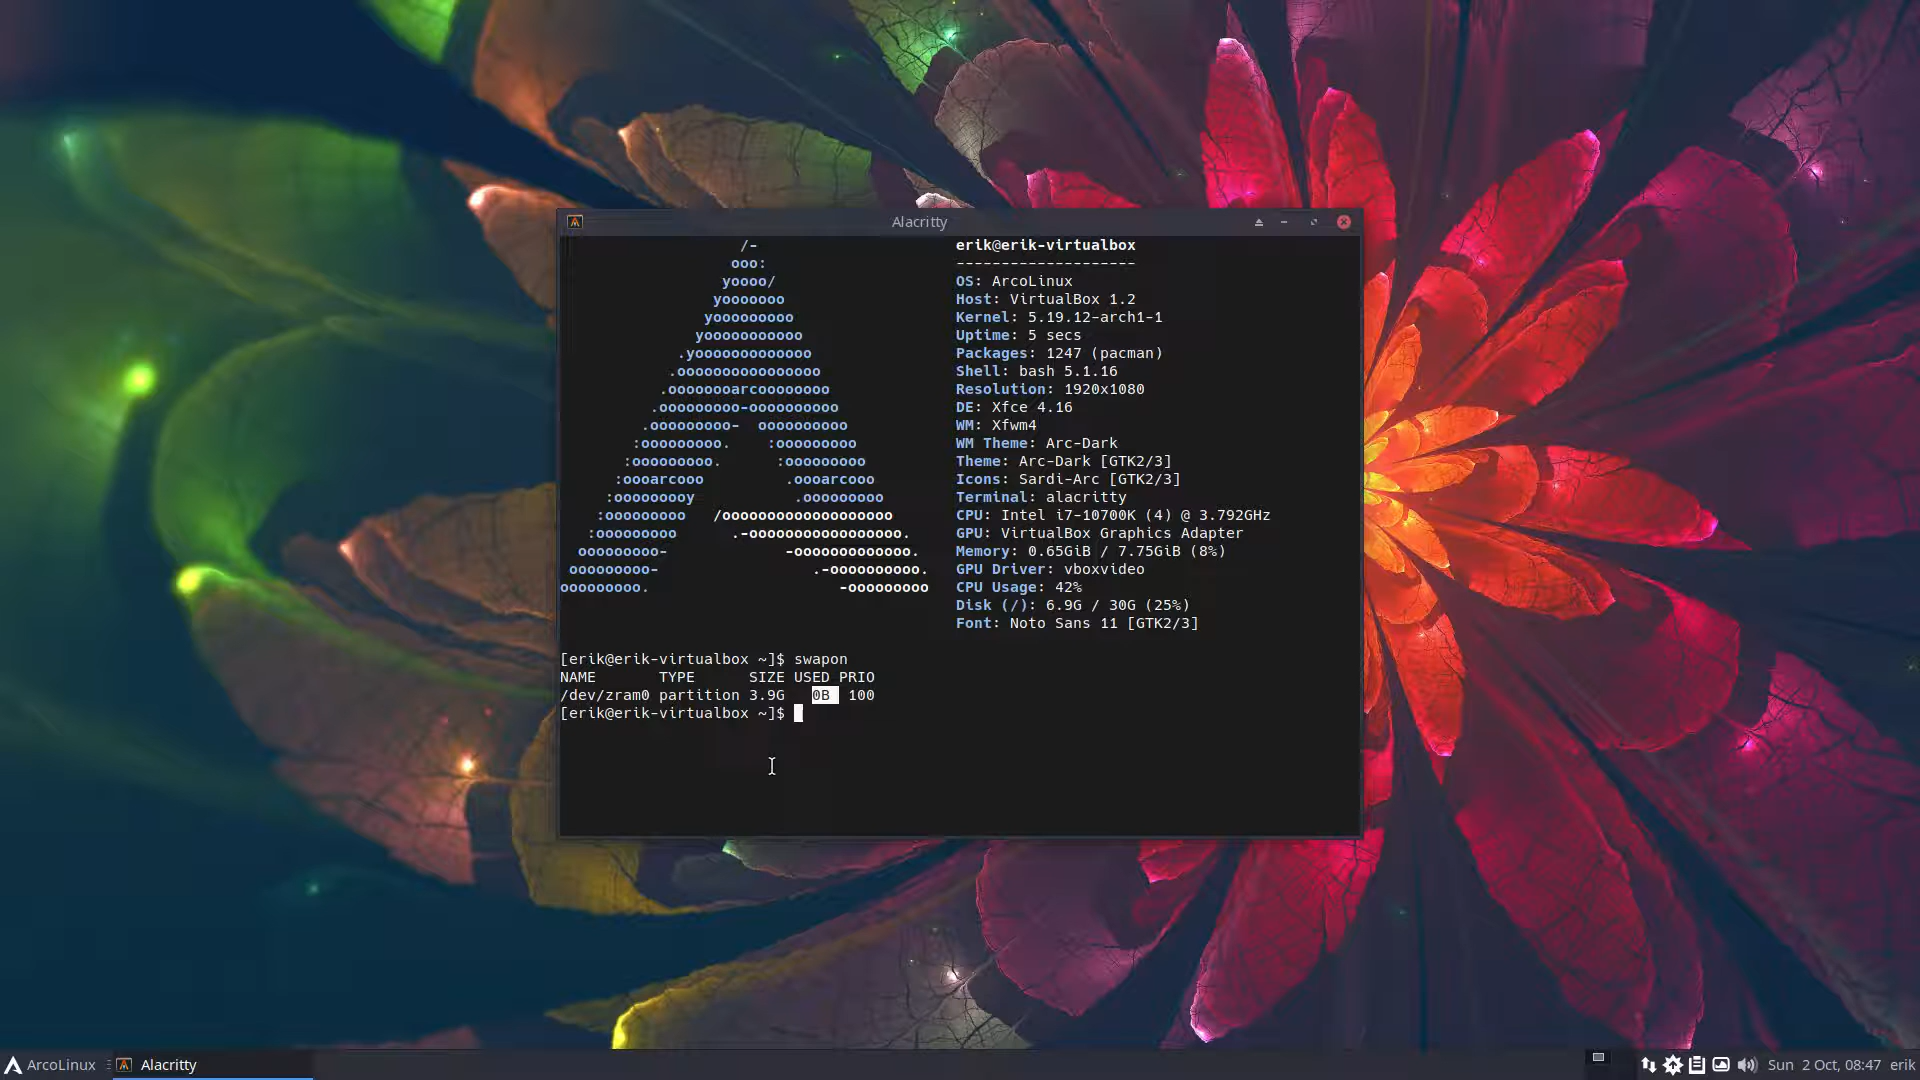 Alacritty
/-
ooo:
yoooo/
yooooooo
yooooooooo
yooooooooooo
.yooooooooooooo
.oooooooooooooooo
.ooooooooarcoooooooo
.ooooooooo-oooooooooo
.ooooooooo-  oooooooooo
:ooooooooo.    :ooooooooo
:ooooooooo.      :ooooooooo
:oooarcooo         .oooarcooo
:ooooooooy           .ooooooooo
:ooooooooo   /ooooooooooooooooooo
:ooooooooo      .-ooooooooooooooooo.
ooooooooo-             -ooooooooooooo.
ooooooooo-                 .-oooooooooo.
ooooooooo.                     -ooooooooo
erik@erik-virtualbox
--------------------
OS: ArcoLinux
Host: VirtualBox 1.2
Kernel: 5.19.12-arch1-1
Uptime: 5 secs
Packages: 1247 (pacman)
Shell: bash 5.1.16
Resolution: 1920x1080
DE: Xfce 4.16
WM: Xfwm4
WM Theme: Arc-Dark
Theme: Arc-Dark [GTK2/3]
Icons: Sardi-Arc [GTK2/3]
Terminal: alacritty
CPU: Intel i7-10700K (4) @ 3.792GHz
GPU: VirtualBox Graphics Adapter
Memory: 0.65GiB / 7.75GiB (8%)
GPU Driver: vboxvideo
CPU Usage: 42%
Disk (/): 6.9G / 30G (25%)
Font: Noto Sans 11 [GTK2/3]
[erik@erik-virtualbox ~]$ swapon
NAME       TYPE      SIZE USED PRIO
/dev/zram0 partition 3.9G   0B  100
[erik@erik-virtualbox ~]$
ArcoLinux
Alacritty
Sun  2 Oct, 08:47
erik